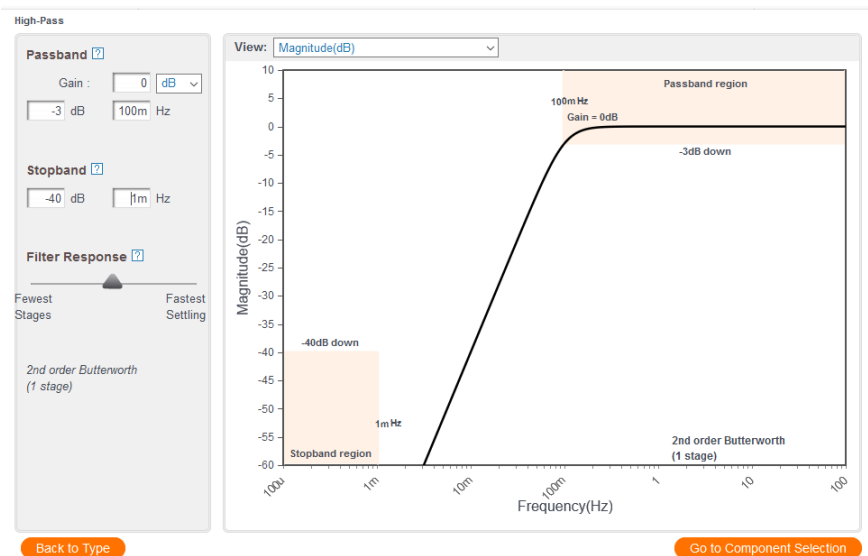 High-Pass
Passband ?
Gain : 0 dB
-3 dB 100m Hz
Stopband ?
-40 dB 1m Hz
Filter Response ?
Fewest Stages
Fastest Settling
2nd order Butterworth
(1 stage)
Back to Type
View: Magnitude(dB)
10
5
0
-5
-10
-15
-20
-25
-30
-35
-40
-45
-50
-55
-60
Magnitude(dB)
Passband region
100m Hz
Gain = 0dB
-3dB down
-40dB down
1m Hz
Stopband region
2nd order Butterworth
(1 stage)
100u
1m
10m
100m
1
10
100
Frequency(Hz)
Go to Component Selection